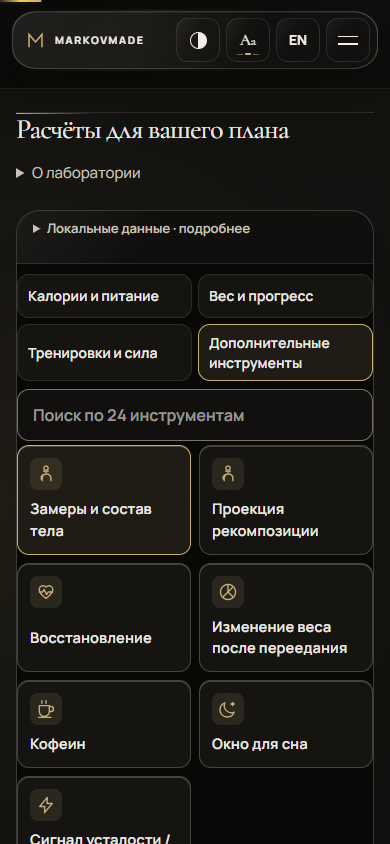 MARKOVMADE
Aa
EN
Расчёты для вашего плана
О лаборатории
Локальные данные · подробнее
Калории и питание
Вес и прогресс
Тренировки и сила
Дополнительные
инструменты
Поиск по 24 инструментам
Замеры и состав
тела
Проекция
рекомпозиции
Восстановление
Изменение веса
после переедания
Кофеин
Окно для сна
Сигнал усталости /